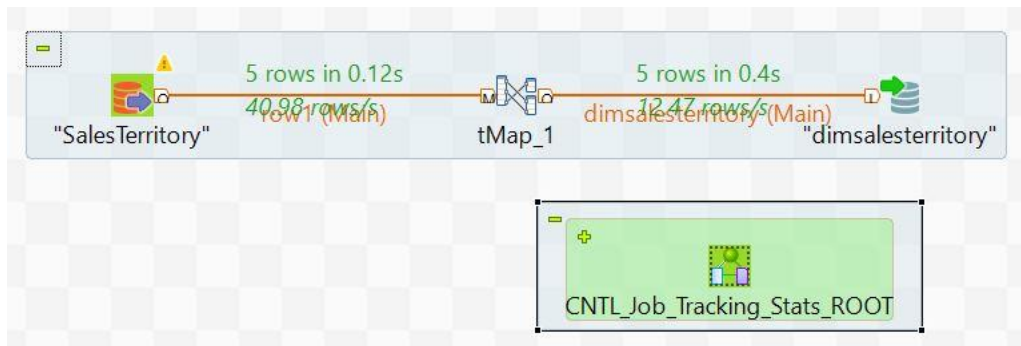 5 rows in 0.12s
5 rows in 0.4s
40.98 rows/s
row1 (Main)
12.47 rows/s
dimsalesterritory (Main)
"SalesTerritory"
tMap_1
"dimsalesterritory"
CNTL_Job_Tracking_Stats_ROOT